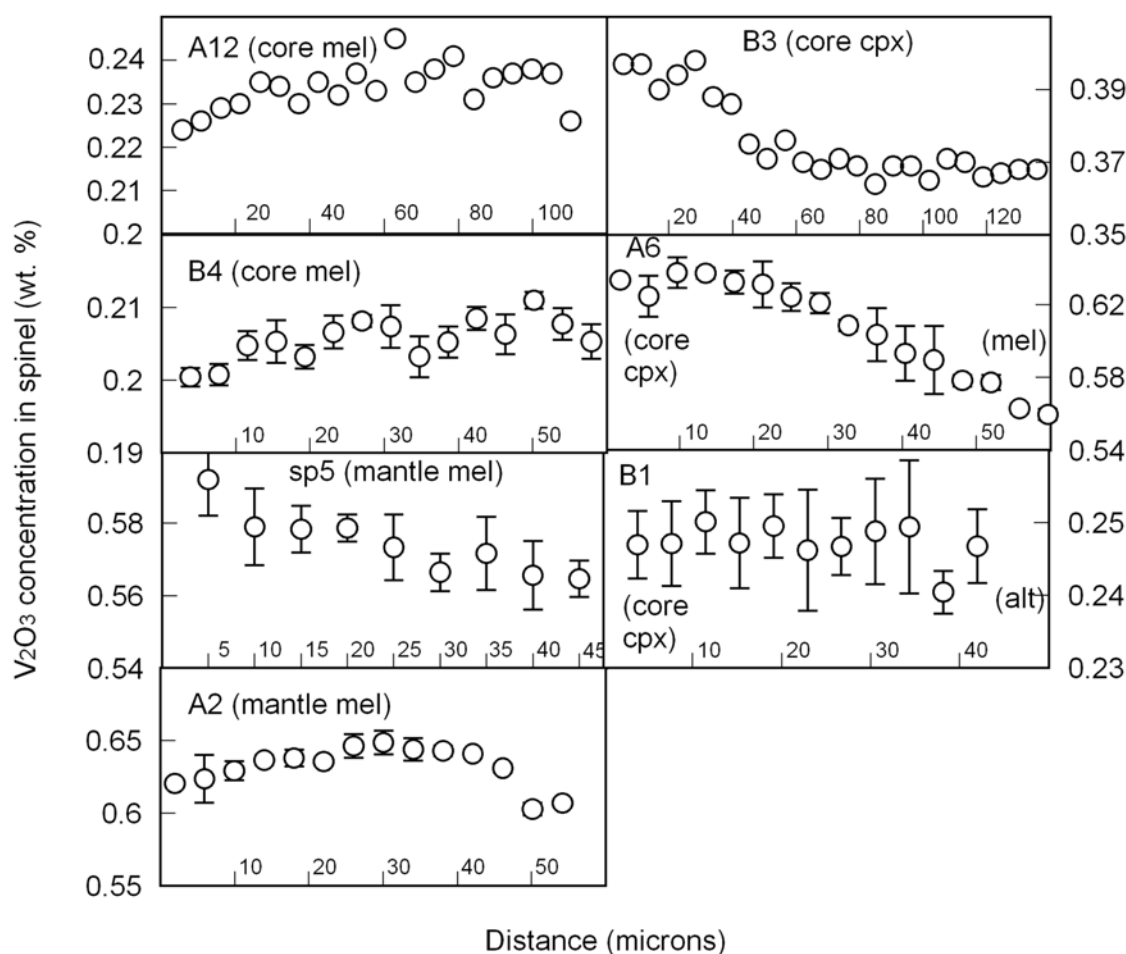 V2O3 concentration in spinel (wt. %)
A12 (core mel)
0.24
0.23
0.22
0.21
0.2
20 40 60 80 100
B3 (core cpx)
0.39
0.37
0.35
20 40 60 80 100 120
B4 (core mel)
0.21
0.2
0.19
10 20 30 40 50
A6
(core
cpx)
(mel)
0.62
0.58
0.54
10 20 30 40 50
sp5 (mantle mel)
0.58
0.56
0.54
5 10 15 20 25 30 35 40 45
B1
(core
cpx)
(alt)
0.25
0.24
0.23
10 20 30 40
A2 (mantle mel)
0.65
0.6
0.55
10 20 30 40 50
Distance (microns)